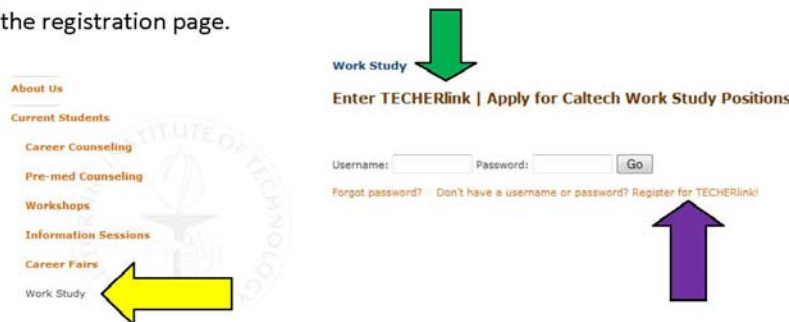 the registration page.
About Us
Current Students
Career Counseling
Pre-med Counseling
Workshops
Information Sessions
Career Fairs
Work Study
Work Study
Enter TECHERlink | Apply for Caltech Work Study Positions
Username: Password: Go
Forgot password? Don't have a username or password? Register for TECHERlink!